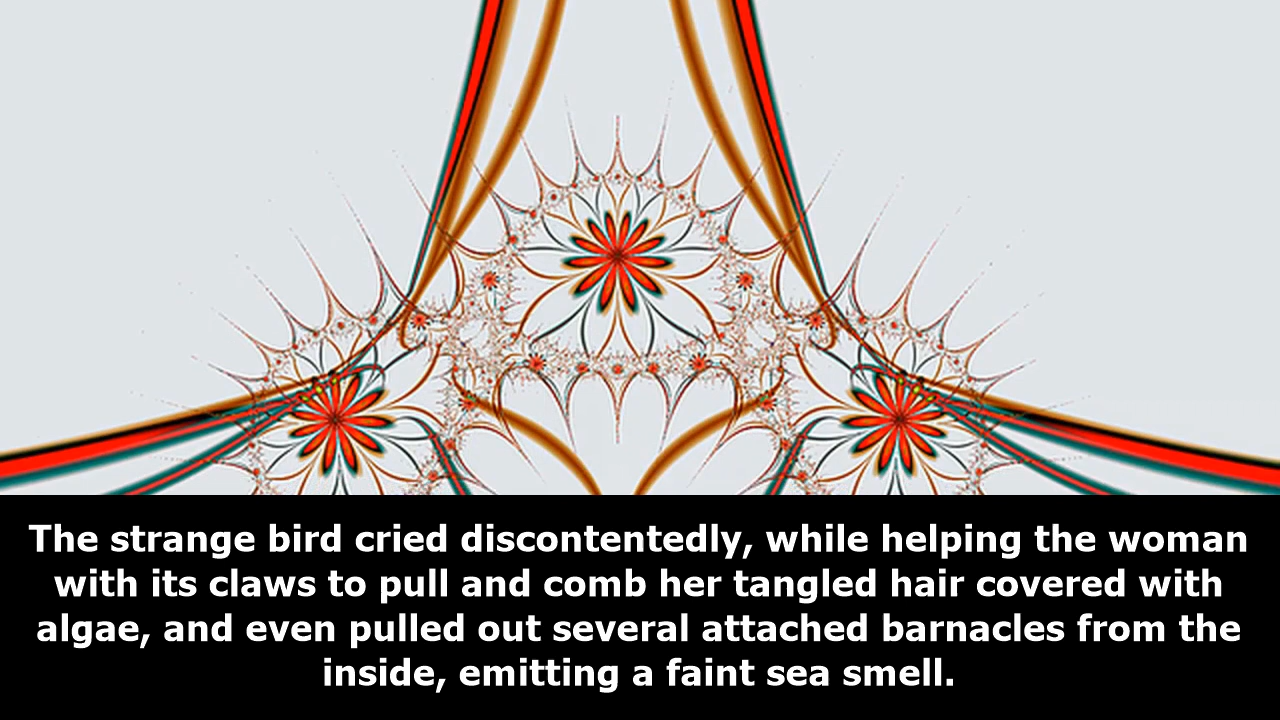 The strange bird cried discontentedly, while helping the woman
with its claws to pull and comb her tangled hair covered with
algae, and even pulled out several attached barnacles from the
inside, emitting a faint sea smell.